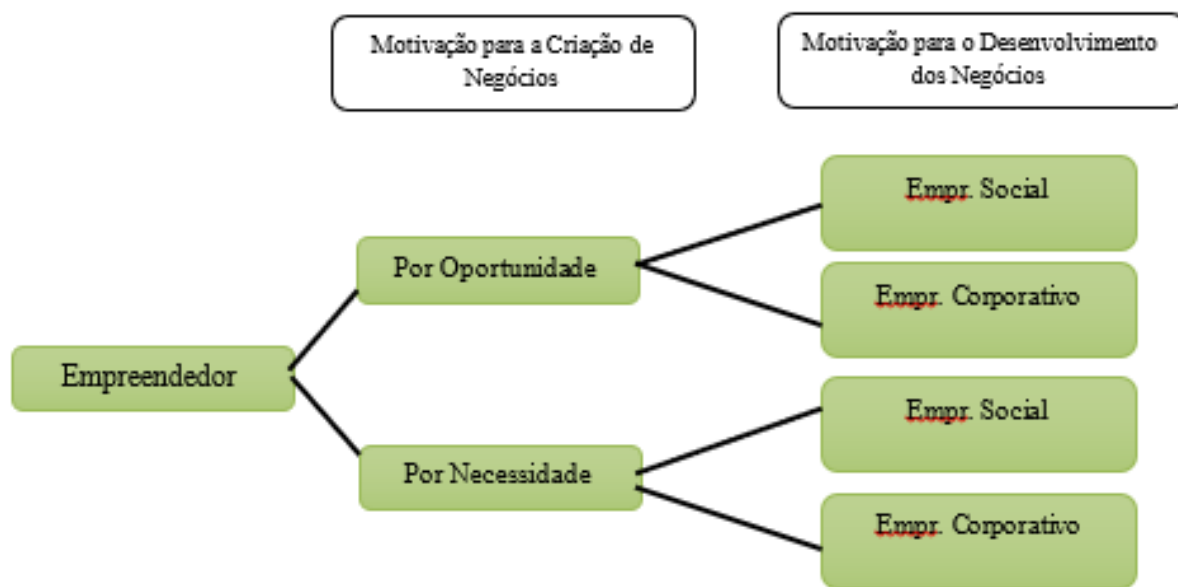 Motivação para a Criação de
Negócios
Motivação para o Desenvolvimento
dos Negócios
Empr. Social
Por Oportunidade
Empr. Corporativo
Empreendedor
Empr. Social
Por Necessidade
Empr. Corporativo